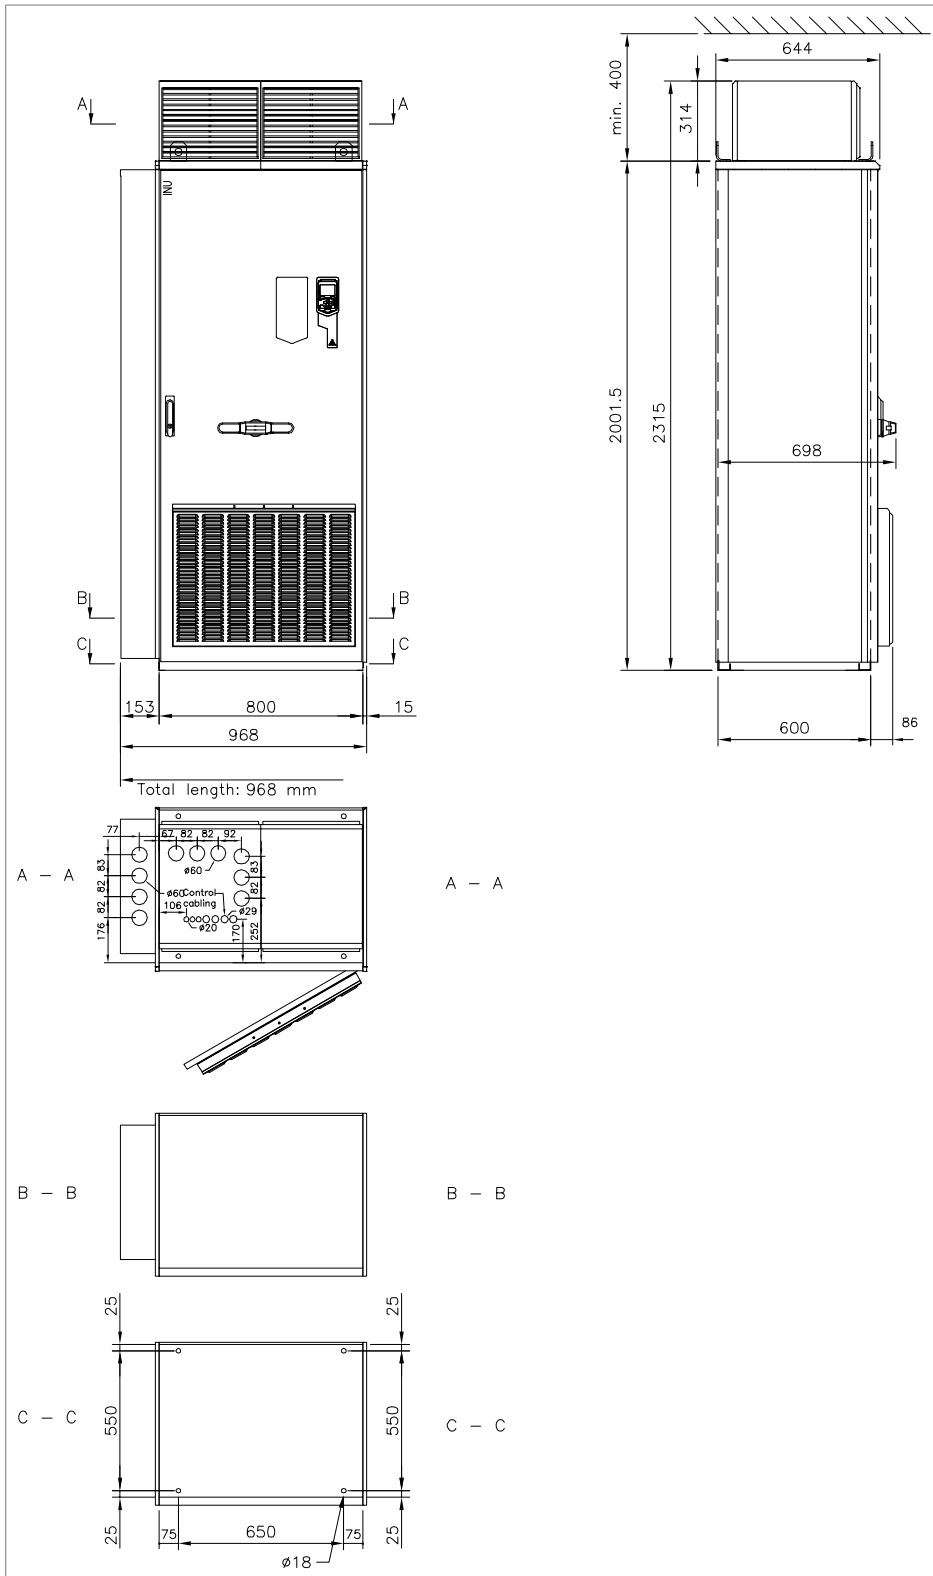 644
min. 400
314
A
A
INU
2001.5
2315
698
B
B
C
C
153
800
15
968
600
86
Total length: 968 mm
77
67
82
82
92
ø60
83
83
A – A
A – A
82
ø60
Control
cabling
82
106
82
ø29
ø20
176
170
252
B – B
B – B
25
25
C – C
550
550
C – C
25
75
650
75
25
ø18